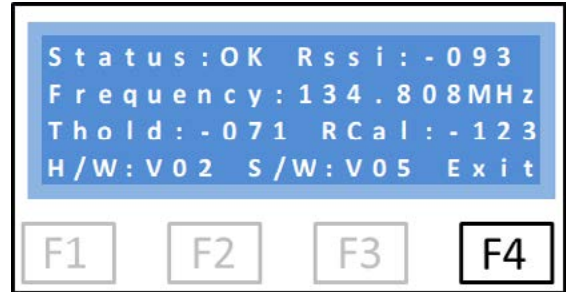 Status:OK Rssi:-093
Frequency:134.808MHz
Thold:-071 RCal:-123
H/W:V02 S/W:V05 Exit
F1 F2 F3 F4